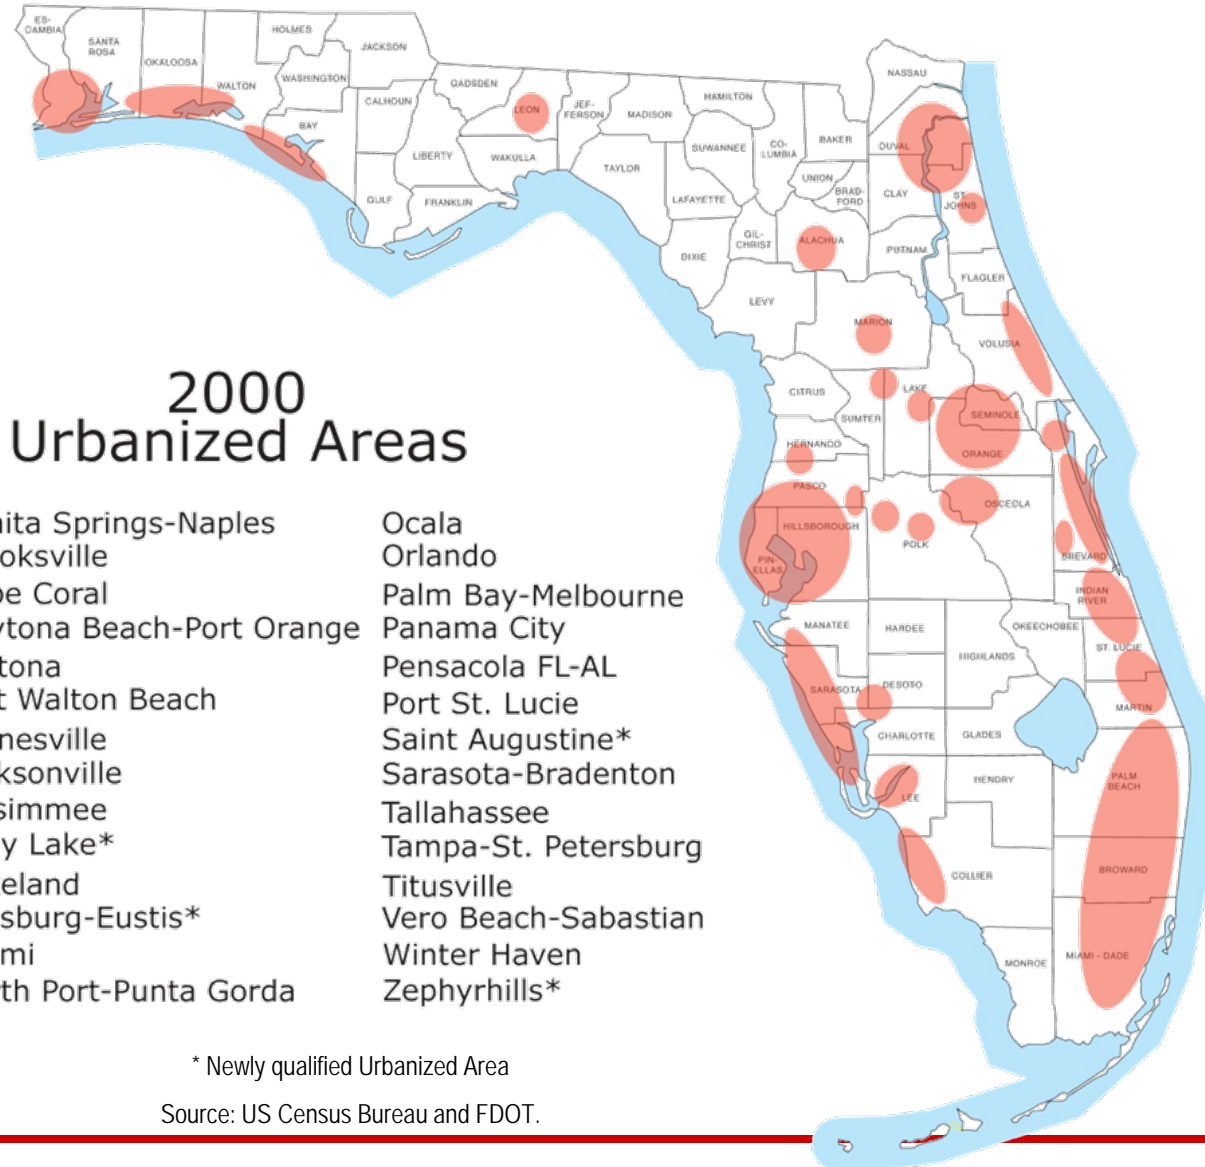 ES-
CAMBIA
SANTA
ROSA
OKALOOSA
WALTON
HOLMES
WASHINGTON
JACKSON
BAY
CALHOUN
GULF
LIBERTY
FRANKLIN
GADSDEN
LEON
WAKULLA
JEF-
FERSON
MADISON
TAYLOR
HAMILTON
SUWANNEE
LAFAYETTE
DIXIE
CO-
LUMBIA
GIL-
CHRIST
BAKER
UNION
BRAD-
FORD
ALACHUA
LEVY
NASSAU
DUVAL
CLAY
ST.
JOHNS
PUTNAM
FLAGLER
MARION
VOLUSIA
CITRUS
SUMTER
LAKE
SEMINOLE
ORANGE
HERNANDO
PASCO
HILLSBOROUGH
PIN-
ELLAS
POLK
OSCEOLA
BREVARD
INDIAN
RIVER
MANATEE
HARDEE
HIGHLANDS
OKEECHOBEE
ST. LUCIE
SARASOTA
DESOTO
MARTIN
CHARLOTTE
GLADES
LEE
HENDRY
PALM
BEACH
COLLIER
BROWARD
MONROE
MIAMI - DADE
2000
Urbanized Areas
ita Springs-Naples
oksville
e Coral
ytona Beach-Port Orange
tona
t Walton Beach
nesville
ksonville
simmee
y Lake*
eland
sburg-Eustis*
mi
th Port-Punta Gorda
Ocala
Orlando
Palm Bay-Melbourne
Panama City
Pensacola FL-AL
Port St. Lucie
Saint Augustine*
Sarasota-Bradenton
Tallahassee
Tampa-St. Petersburg
Titusville
Vero Beach-Sabastian
Winter Haven
Zephyrhills*
* Newly qualified Urbanized Area
Source: US Census Bureau and FDOT.